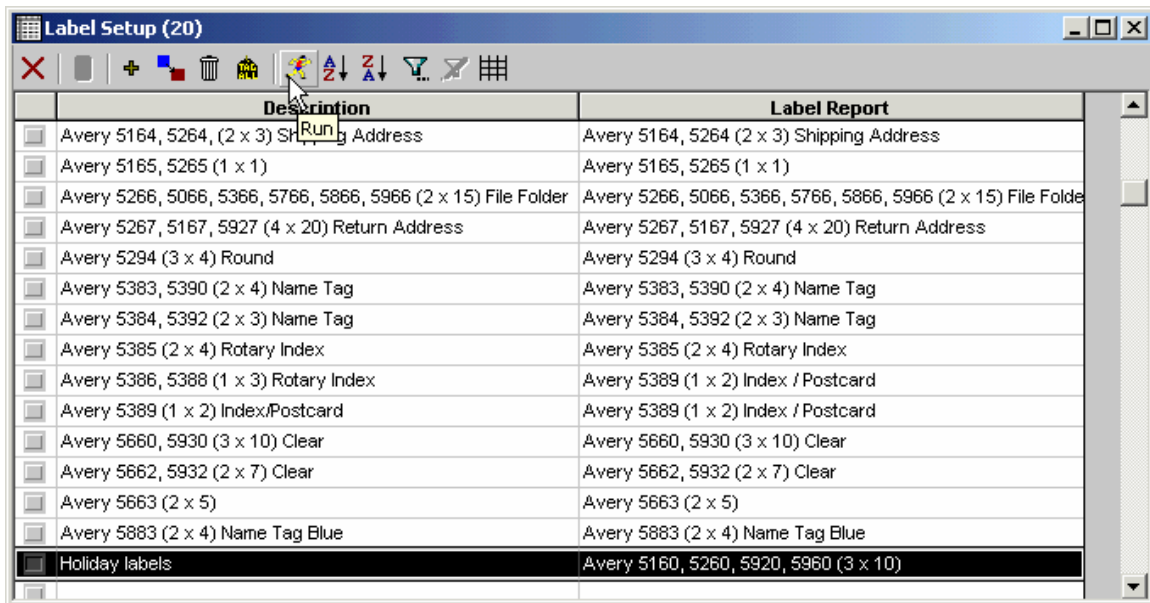 Label Setup (20)
Description Label Report
Run
Avery 5164, 5264, (2 x 3) Sh g Address Avery 5164, 5264 (2 x 3) Shipping Address
Avery 5165, 5265 (1 x 1) Avery 5165, 5265 (1 x 1)
Avery 5266, 5066, 5366, 5766, 5866, 5966 (2 x 15) File Folder Avery 5266, 5066, 5366, 5766, 5866, 5966 (2 x 15) File Folde
Avery 5267, 5167, 5927 (4 x 20) Return Address Avery 5267, 5167, 5927 (4 x 20) Return Address
Avery 5294 (3 x 4) Round Avery 5294 (3 x 4) Round
Avery 5383, 5390 (2 x 4) Name Tag Avery 5383, 5390 (2 x 4) Name Tag
Avery 5384, 5392 (2 x 3) Name Tag Avery 5384, 5392 (2 x 3) Name Tag
Avery 5385 (2 x 4) Rotary Index Avery 5385 (2 x 4) Rotary Index
Avery 5386, 5388 (1 x 3) Rotary Index Avery 5389 (1 x 2) Index / Postcard
Avery 5389 (1 x 2) Index/Postcard Avery 5389 (1 x 2) Index / Postcard
Avery 5660, 5930 (3 x 10) Clear Avery 5660, 5930 (3 x 10) Clear
Avery 5662, 5932 (2 x 7) Clear Avery 5662, 5932 (2 x 7) Clear
Avery 5663 (2 x 5) Avery 5663 (2 x 5)
Avery 5883 (2 x 4) Name Tag Blue Avery 5883 (2 x 4) Name Tag Blue
Holiday labels Avery 5160, 5260, 5920, 5960 (3 x 10)